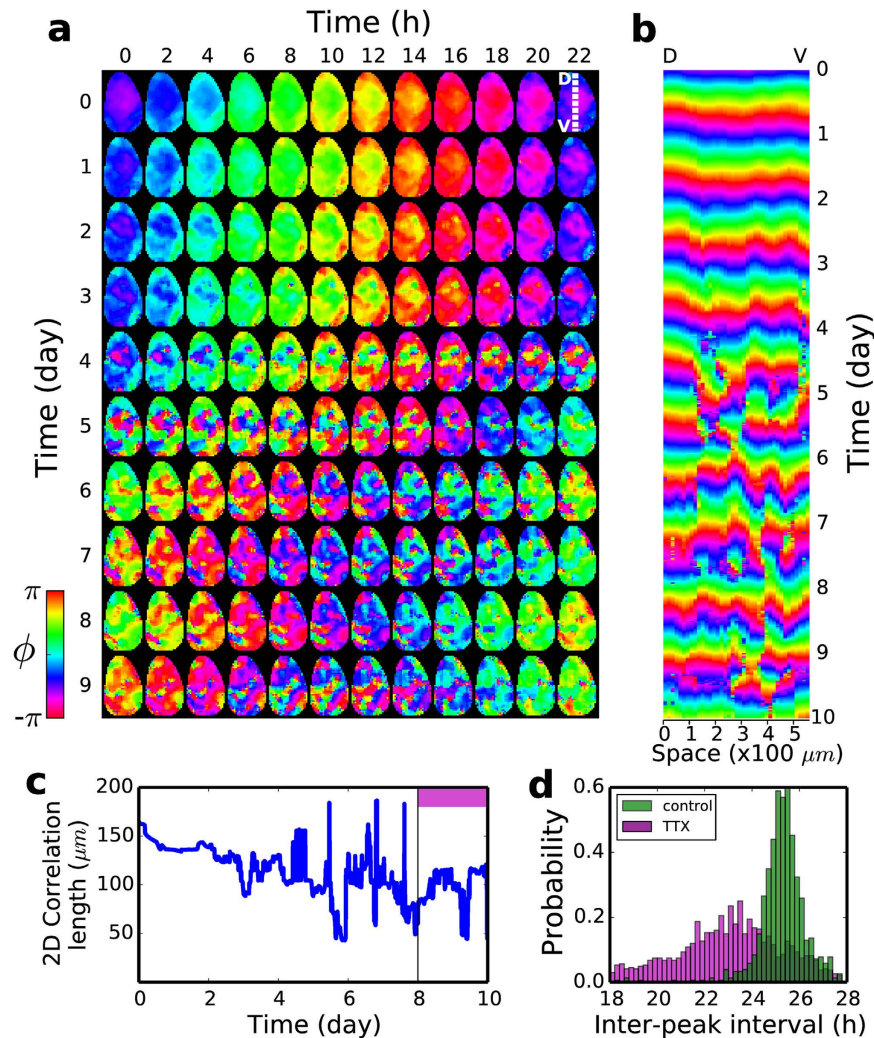 a
Time (h)
0 2 4 6 8 10 12 14 16 18 20 22
b
D V
D
V
0
1
2
3
4
5
6
7
8
9
Time (day)
π
ϕ
-π
0
1
2
3
4
5
6
7
8
9
10
Time (day)
0 1 2 3 4 5
Space (x100 μm)
c
200
150
100
50
2D Correlation
length (μm)
0 2 4 6 8 10
Time (day)
d
0.6
0.4
0.2
0.0
Probability
control
TTX
18 20 22 24 26 28
Inter-peak interval (h)